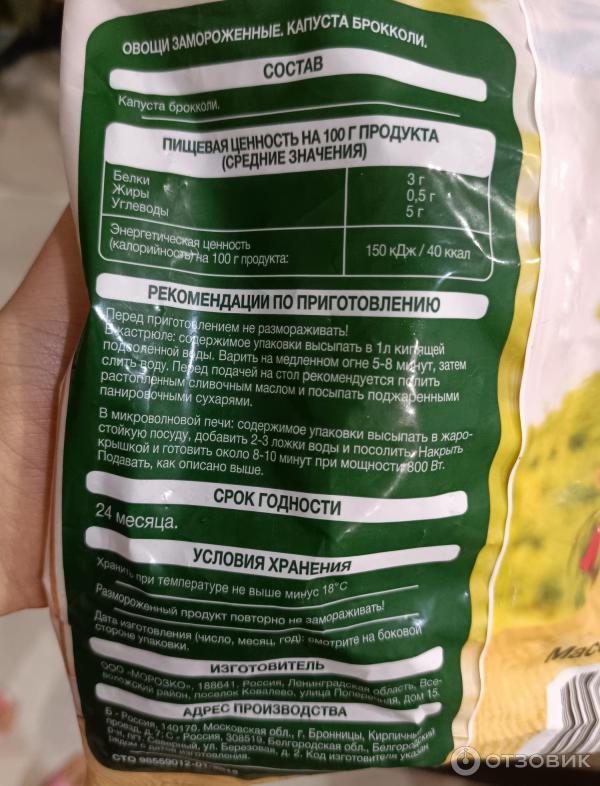 ОВОЩИ ЗАМОРОЖЕННЫЕ. КАПУСТА БРОККОЛИ.
СОСТАВ
Капуста брокколи.
ПИЩЕВАЯ ЦЕННОСТЬ НА 100 Г ПРОДУКТА
(СРЕДНИЕ ЗНАЧЕНИЯ)
Белки 3 г
Жиры 0,5 г
Углеводы 5 г
Энергетическая ценность
(калорийность) на 100 г продукта: 150 кДж / 40 ккал
РЕКОМЕНДАЦИИ ПО ПРИГОТОВЛЕНИЮ
Перед приготовлением не размораживать!
В кастрюле: содержимое упаковки высыпать в 1л кипящей
подсоленной воды. Варить на медленном огне 5-8 минут, затем
слить воду. Перед подачей на стол рекомендуется полить
растопленным сливочным маслом и посыпать поджаренными
панировочными сухарями.
В микроволновой печи: содержимое упаковки высыпать в жаро-
стойкую посуду, добавить 2-3 ложки воды и посолить. Накрыть
крышкой и готовить около 8-10 минут при мощности 800 Вт.
Подавать, как описано выше.
СРОК ГОДНОСТИ
24 месяца.
УСЛОВИЯ ХРАНЕНИЯ
Хранить при температуре не выше минус 18°С
Размороженный продукт повторно не замораживать!
Дата изготовления (число, месяц, год): смотрите на боковой
стороне упаковки.
ИЗГОТОВИТЕЛЬ
ООО «МОРОЗКО», 188641, Россия, Ленинградская область, Все-
воложский район, поселок Ковалево, улица Поперечная, дом 15.
АДРЕС ПРОИЗВОДСТВА
Б - Россия, 140170, Московская обл., г. Бронницы, Кирпичный
проезд, д.7; С - Россия, 308519, Белгородская обл., Белгородский
р-н, пгт. Северный, ул. Березовая, д. 2. Код изготовителя указан
рядом с датой изготовления.
СТО 98559012-01-
Масс
ОТЗОВИК